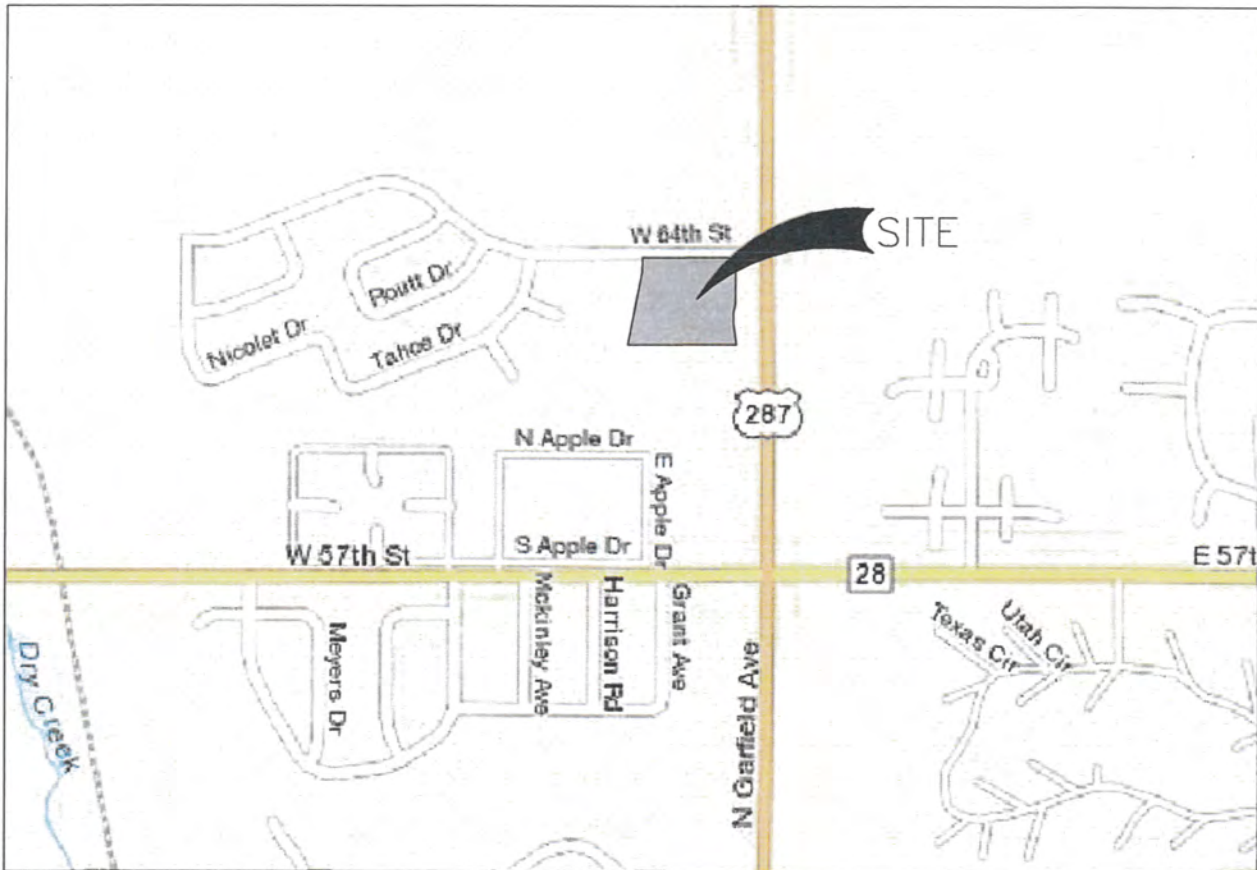 W 64th St
SITE
Routt Dr
Nicolet Dr
Tahoe Dr
287
N Apple Dr
E Apple Dr
S Apple Dr
W 57th St
28
E 57t
Mckinley Ave
Harrison Rd
Grant Ave
Meyers Dr
Texas Cir
Utah Cir
Dry Creek
N Garfield Ave